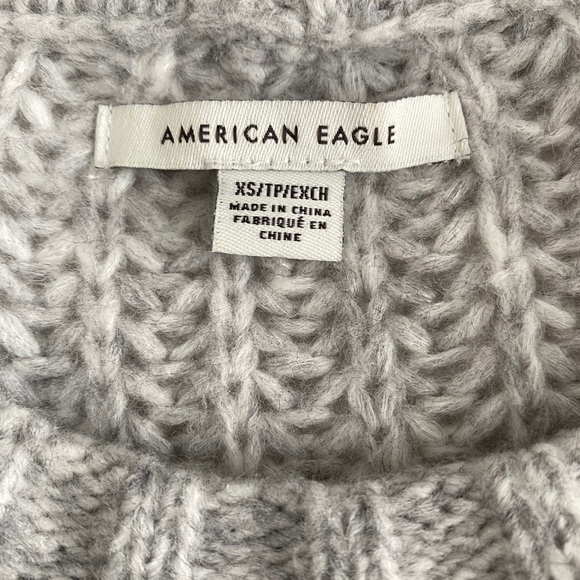 AMERICAN EAGLE
XS/TP/EXCH
MADE IN CHINA
FABRIQUÉ EN
CHINE